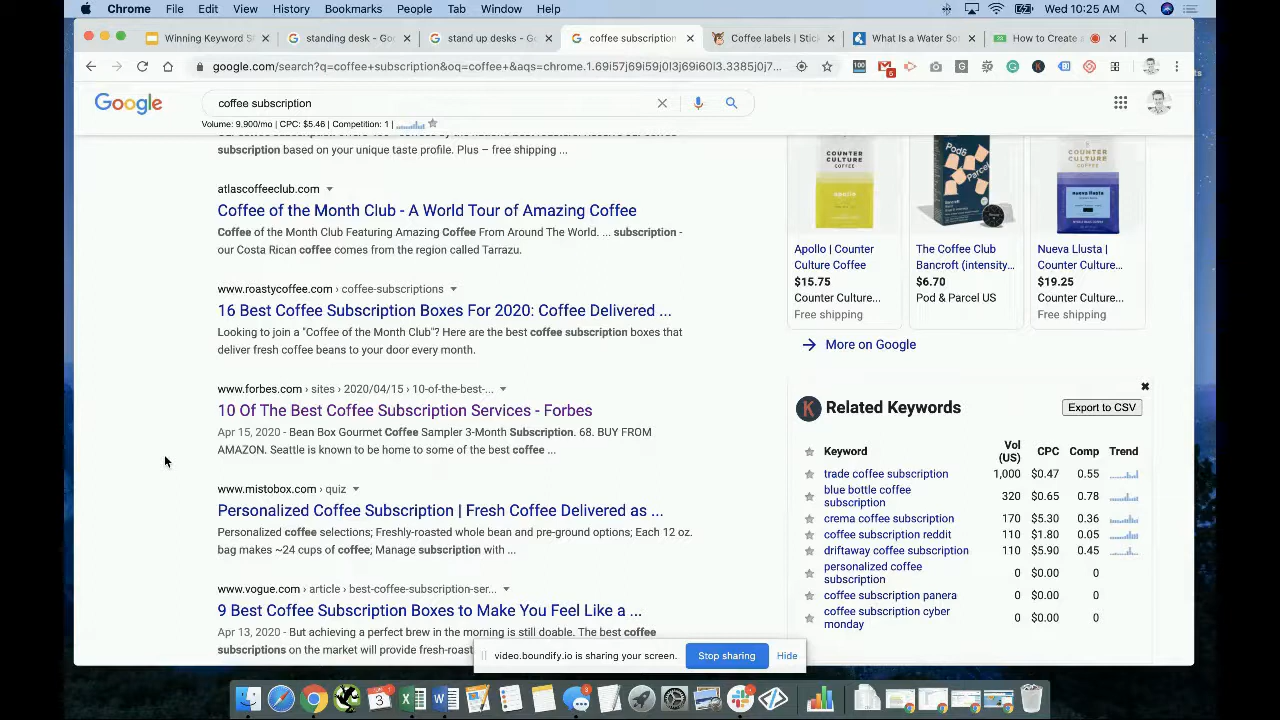 Chrome File Edit View History Bookmarks People Tab Window Help Wed 10:25 AM
Winning Keyword S
standing desk - Go
stand up desk - Go
coffee subscription
Coffeelabels | Stick
What Is a Water So
How to Create
google.com/search?q=coffee+subscription&oq=coffee
Google
coffee subscription
Volume: 9,900/mo | CPC: $5.46 | Competition: 1 |
subscription based on your unique taste profile. Plus – free shipping ...
atlascoffeeclub.com
Coffee of the Month Club - A World Tour of Amazing Coffee
Coffee of the Month Club Featuring Amazing Coffee From Around The World. ... subscription -
our Costa Rican coffee comes from the region called Tarrazu.
www.roastycoffee.com › coffee-subscriptions
16 Best Coffee Subscription Boxes For 2020: Coffee Delivered ...
Looking to join a "Coffee of the Month Club"? Here are the best coffee subscription boxes that
deliver fresh coffee beans to your door every month.
www.forbes.com › sites › 2020/04/15 › 10-of-the-best-...
10 Of The Best Coffee Subscription Services - Forbes
Apr 15, 2020 - Bean Box Gourmet Coffee Sampler 3-Month Subscription. 68. BUY FROM
AMAZON. Seattle is known to be home to some of the best coffee ...
www.mistobox.com › quiz
Personalized Coffee Subscription | Fresh Coffee Delivered as ...
Personalized coffee selections; Freshly-roasted whole bean and pre-ground options; Each 12 oz.
bag makes ~24 cups of coffee; Manage subscription with ...
www.vogue.com › article › best-coffee-subscription-ser...
9 Best Coffee Subscription Boxes to Make You Feel Like a ...
Apr 13, 2020 - But achieving a perfect brew in the morning is still doable. The best coffee
subscriptions on the market will provide fresh-roast
COUNTER
CULTURE
COFFEE
Pods
Parcel
COUNTER
CULTURE
COFFEE
Apollo | Counter
Culture Coffee
$15.75
Counter Culture...
Free shipping
The Coffee Club
Bancroft (intensity...
$6.70
Pod & Parcel US
Nueva Llusta |
Counter Culture...
$19.25
Counter Culture...
Free shipping
More on Google
K Related Keywords Export to CSV
Keyword Vol (US) CPC Comp Trend
trade coffee subscription 1,000 $0.47 0.55
blue bottle coffee subscription 320 $0.65 0.78
crema coffee subscription 170 $5.30 0.36
coffee subscription reddit 110 $1.80 0.05
driftaway coffee subscription 110 $5.90 0.45
personalized coffee subscription 0 $0.00 0
coffee subscription panera 0 $0.00 0
coffee subscription cyber monday 0 $0.00 0
video.boundify.io is sharing your screen. Stop sharing Hide